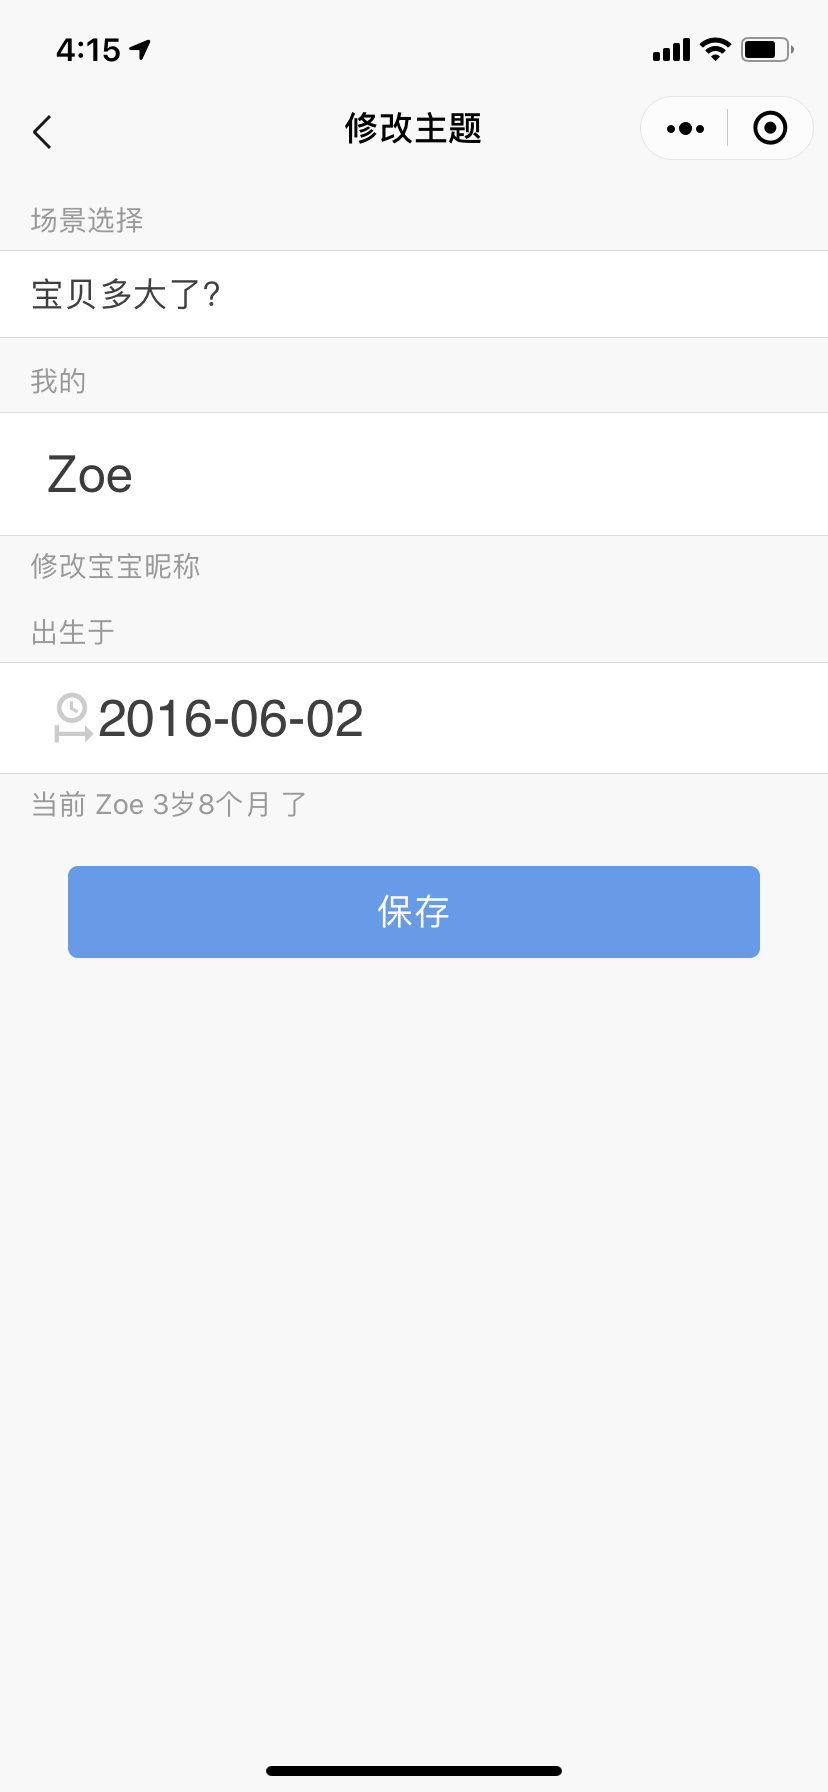 4:15
修改主题
场景选择
宝贝多大了?
我的
Zoe
修改宝宝昵称
出生于
2016-06-02
当前 Zoe 3岁8个月 了
保存